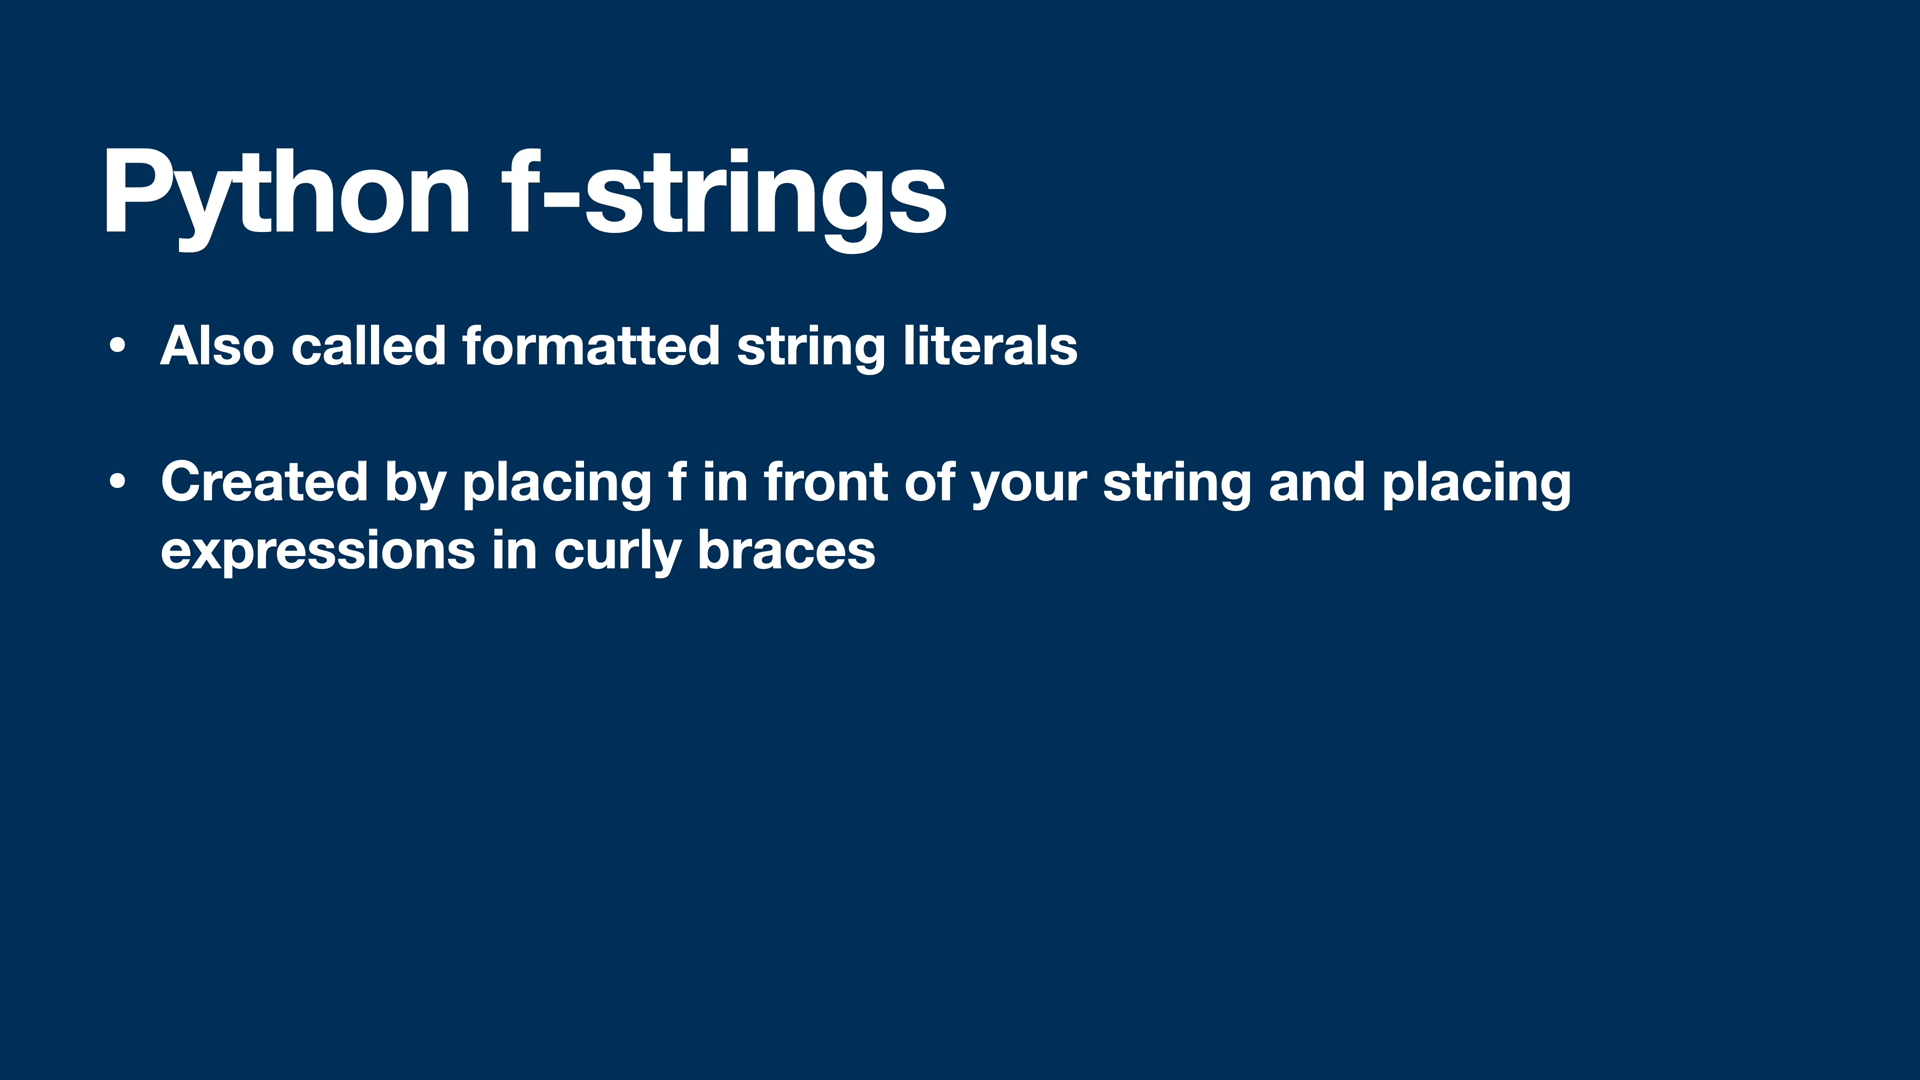 Python f-strings
• Also called formatted string literals
• Created by placing f in front of your string and placing
expressions in curly braces